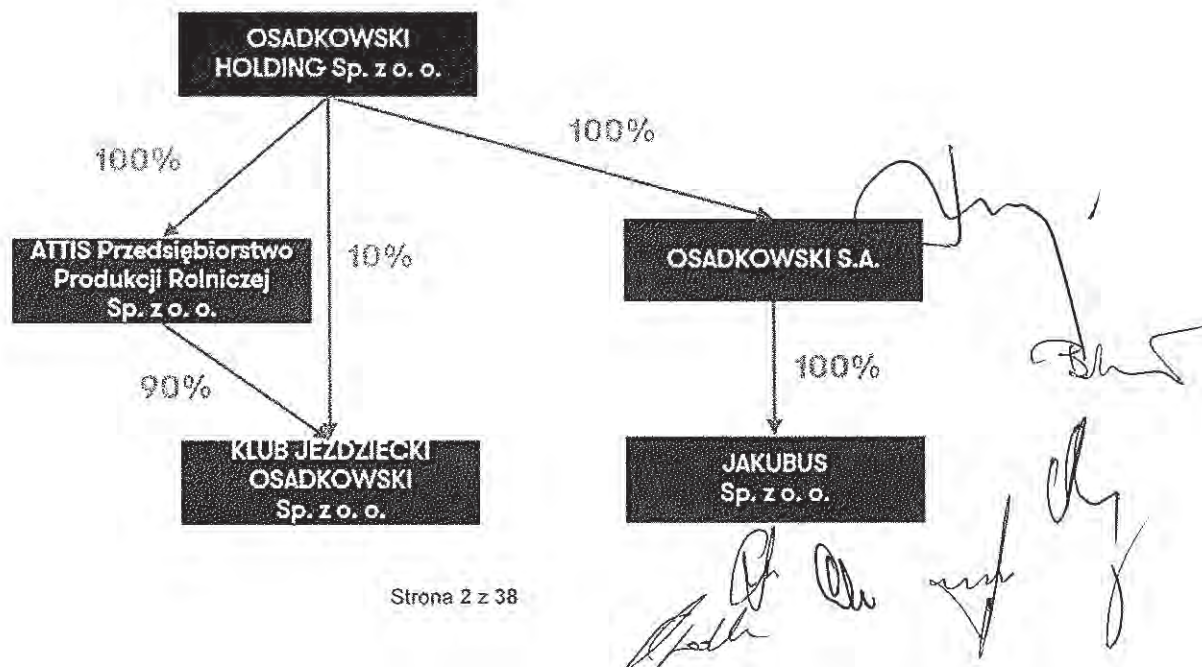 OSADKOWSKI
HOLDING Sp. z o. o.
100%
100%
ATTIS Przedsiębiorstwo
Produkcji Rolniczej
Sp. z o. o.
10%
OSADKOWSKI S.A.
90%
100%
KLUB JEŹDZIECKI
OSADKOWSKI
Sp. z o. o.
JAKUBUS
Sp. z o. o.
Strona 2 z 38